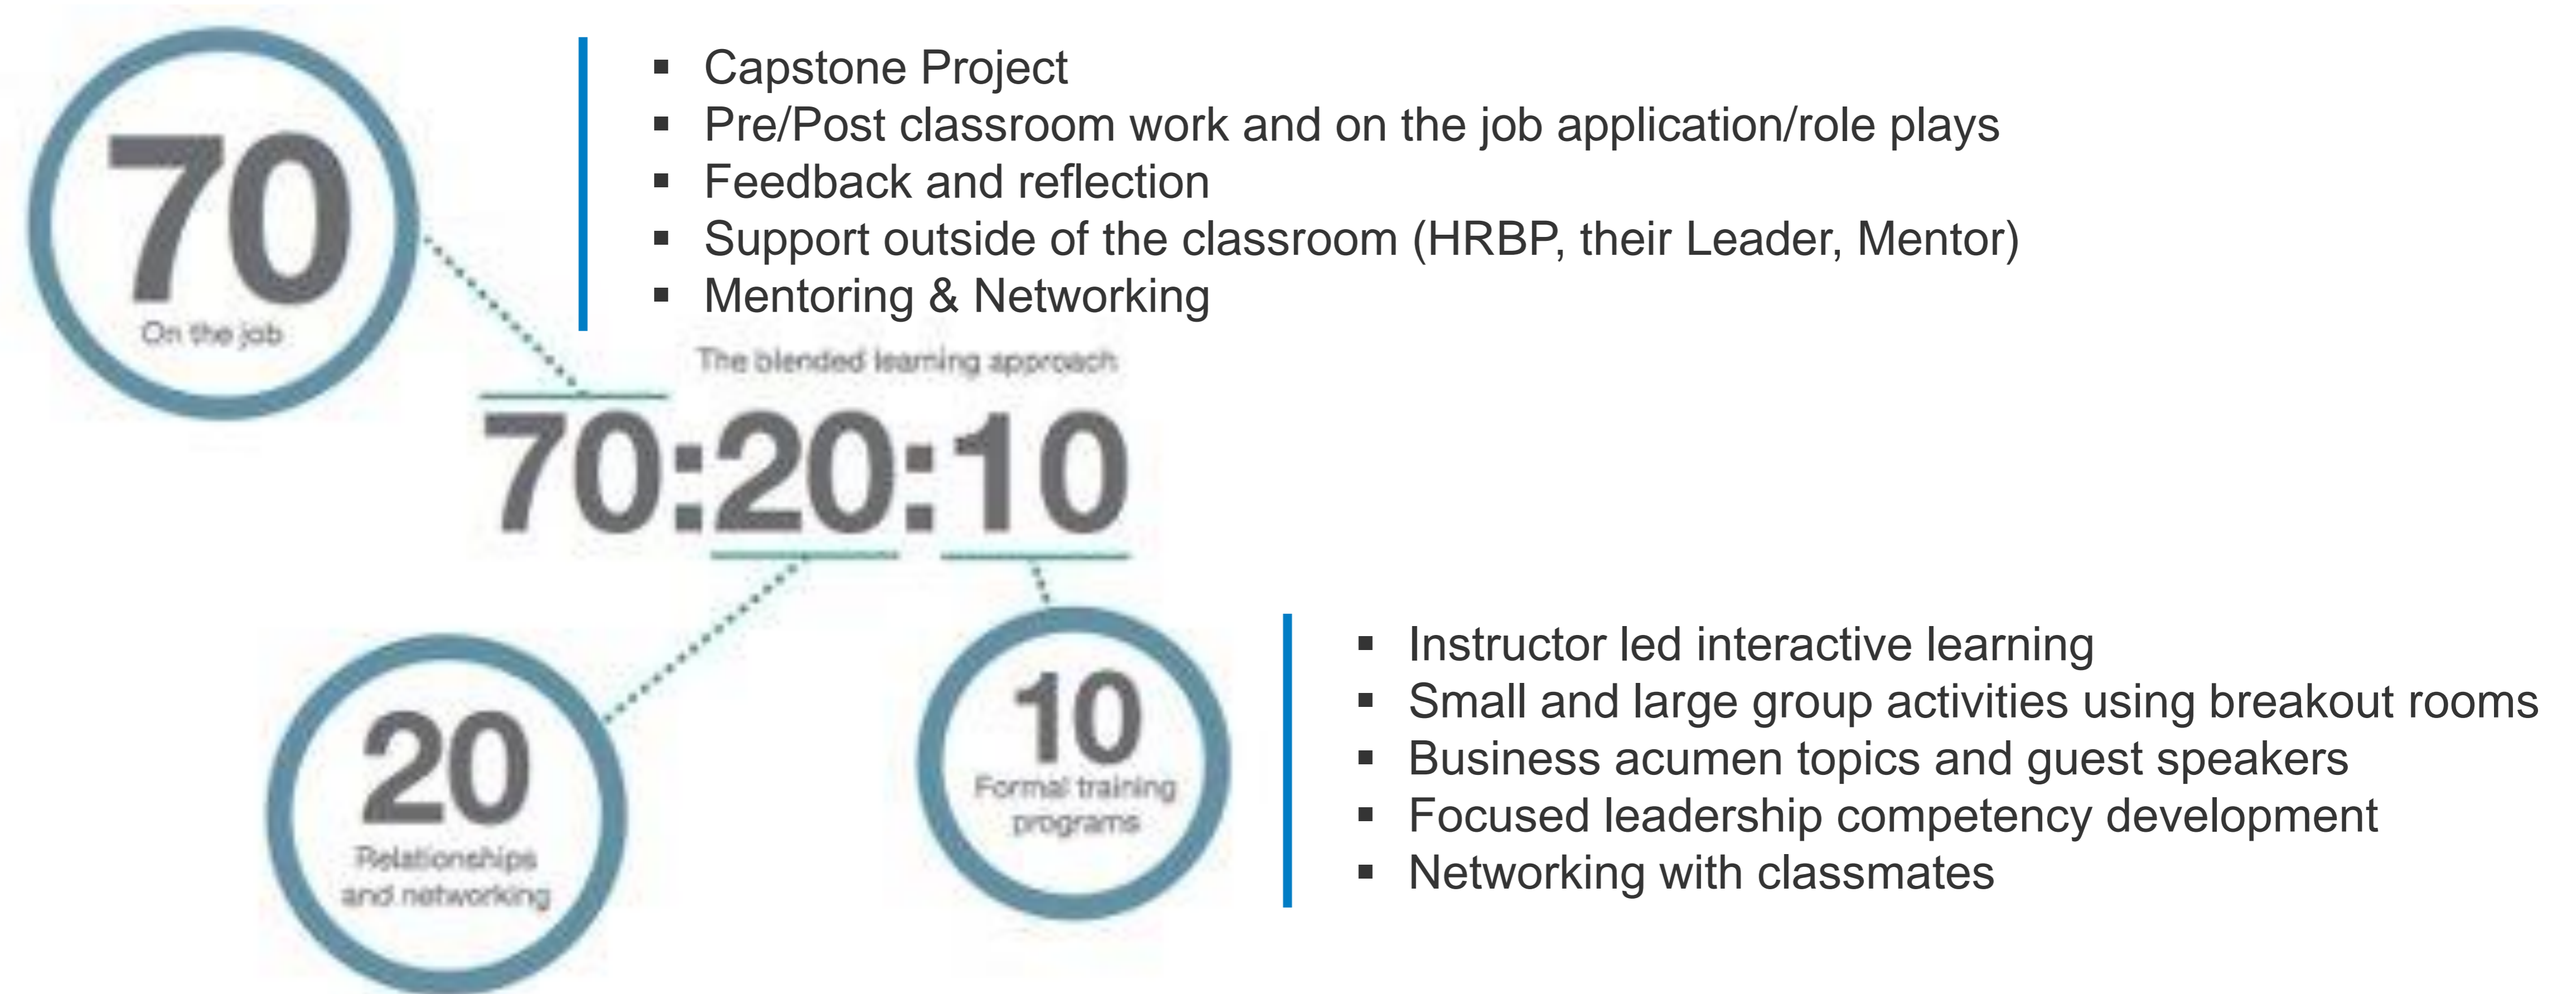 70
On the job
▪ Capstone Project
▪ Pre/Post classroom work and on the job application/role plays
▪ Feedback and reflection
▪ Support outside of the classroom (HRBP, their Leader, Mentor)
▪ Mentoring & Networking
The blended learning approach
70:20:10
20
Relationships
and networking
10
Formal training
programs
▪ Instructor led interactive learning
▪ Small and large group activities using breakout rooms
▪ Business acumen topics and guest speakers
▪ Focused leadership competency development
▪ Networking with classmates